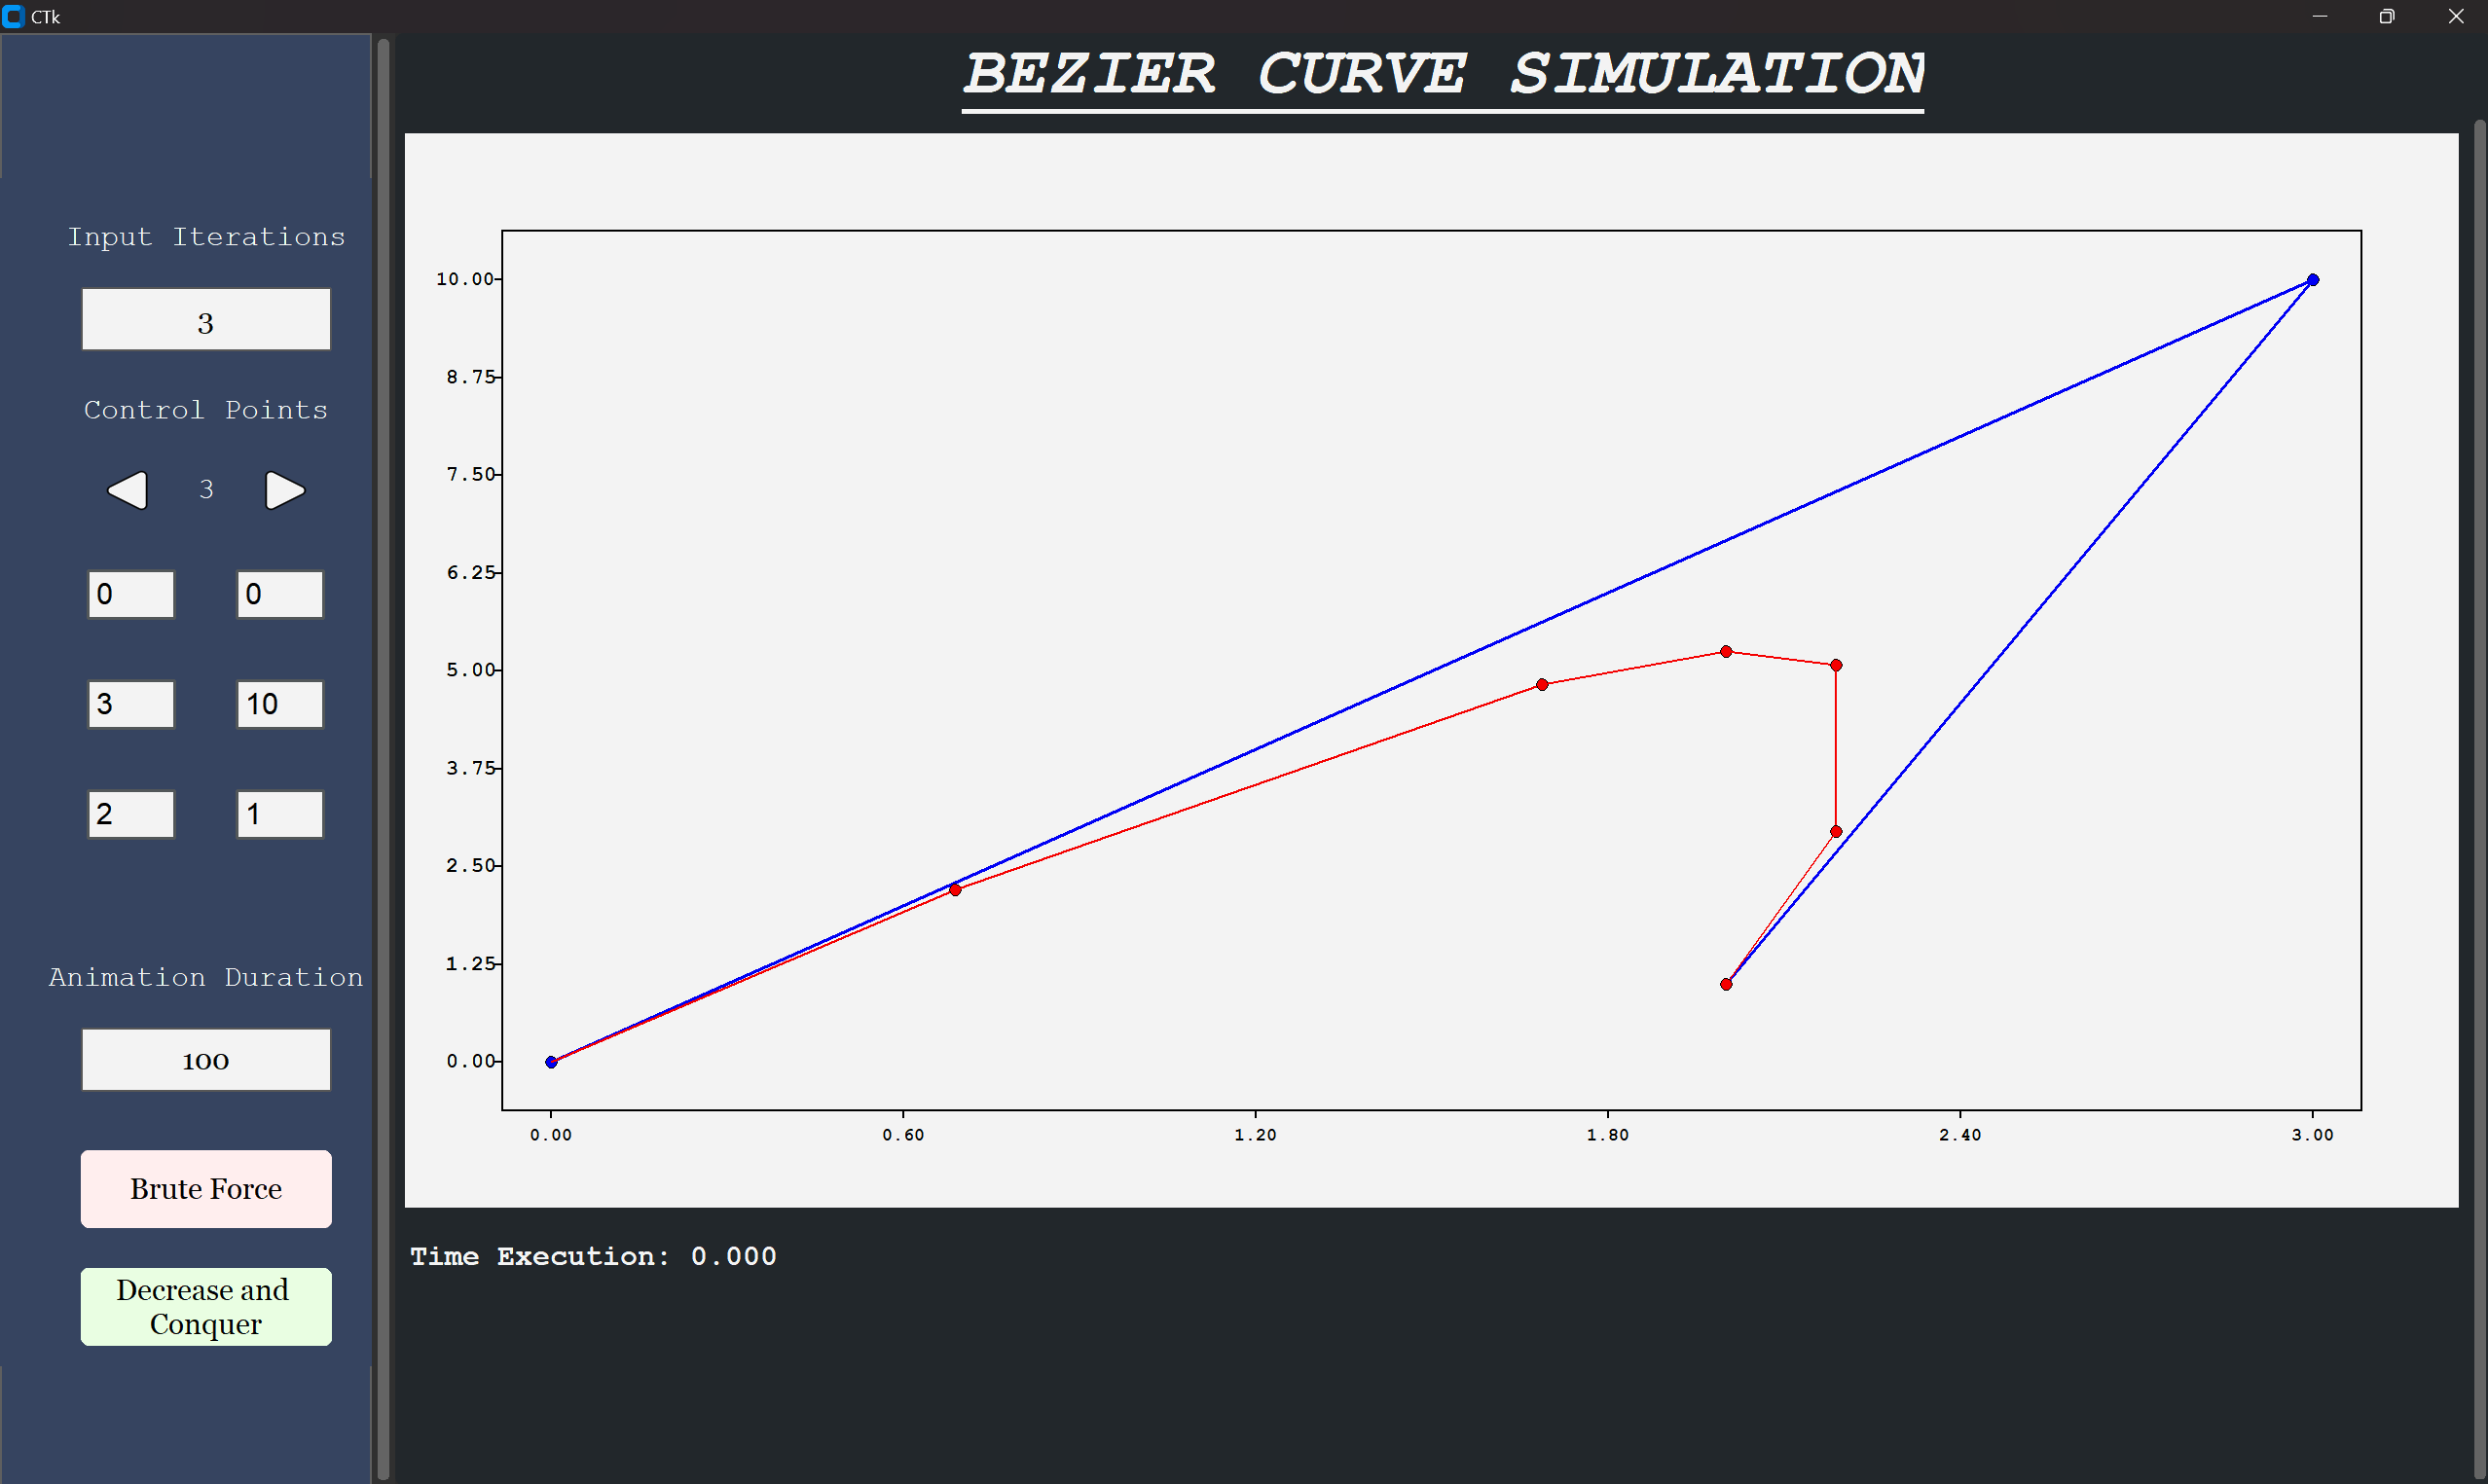 CTk
BEZIER CURVE SIMULATION
Input Iterations
3
Control Points
3
0 0
3 10
2 1
Animation Duration
100
Brute Force
Decrease and
Conquer
10.00
8.75
7.50
6.25
5.00
3.75
2.50
1.25
0.00
0.00 0.60 1.20 1.80 2.40 3.00
Time Execution: 0.000